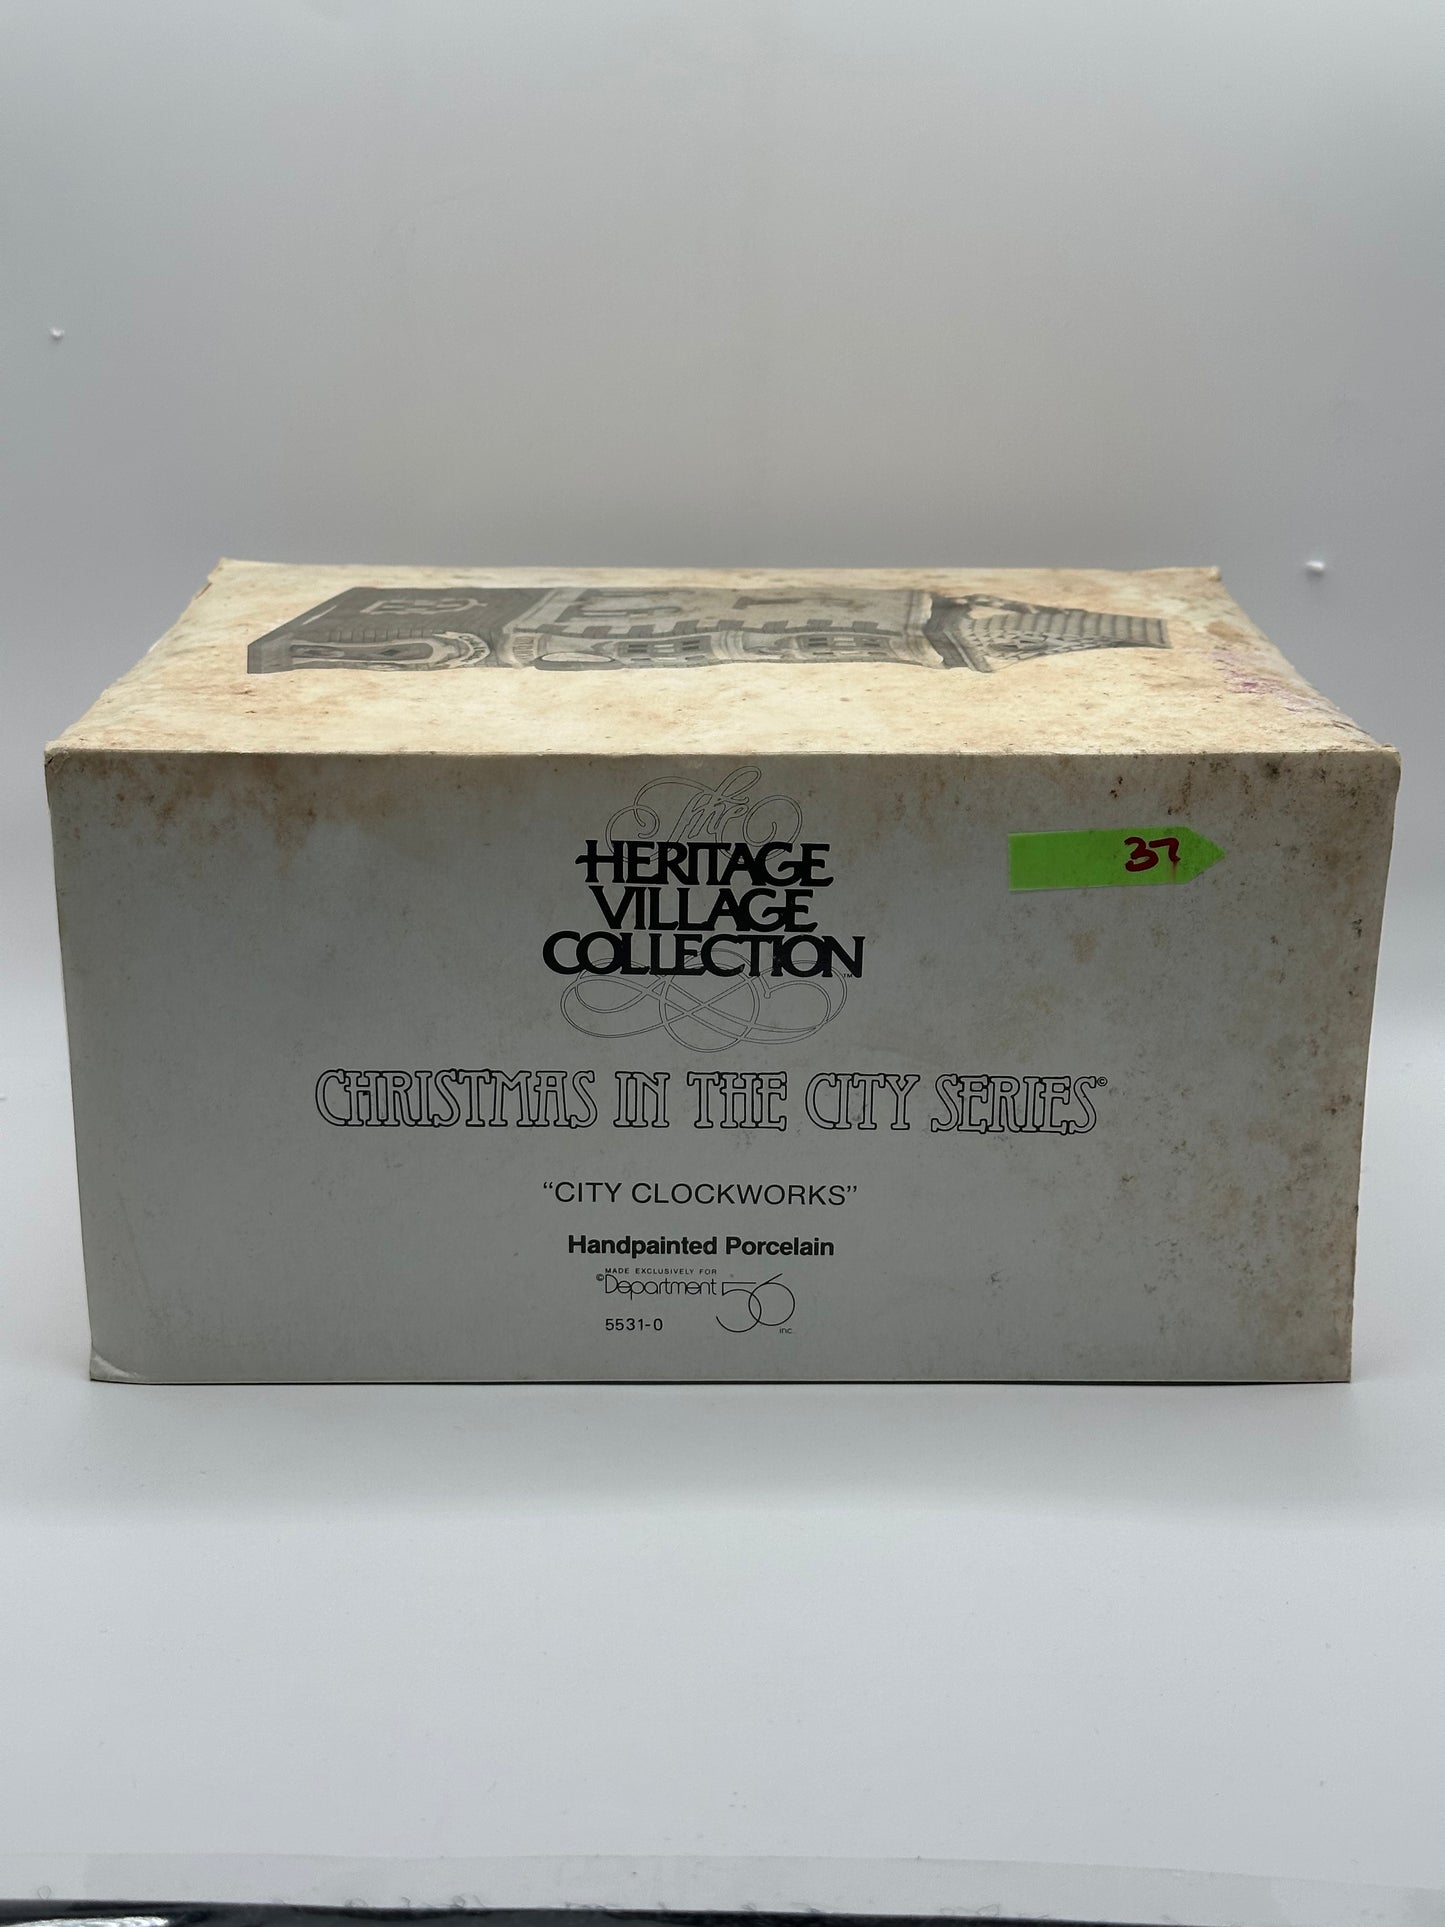 The
HERITAGE
VILLAGE
COLLECTION™
37
CHRISTMAS IN THE CITY SERIES©
“CITY CLOCKWORKS”
Handpainted Porcelain
MADE EXCLUSIVELY FOR
©Department 56
inc.
5531-0